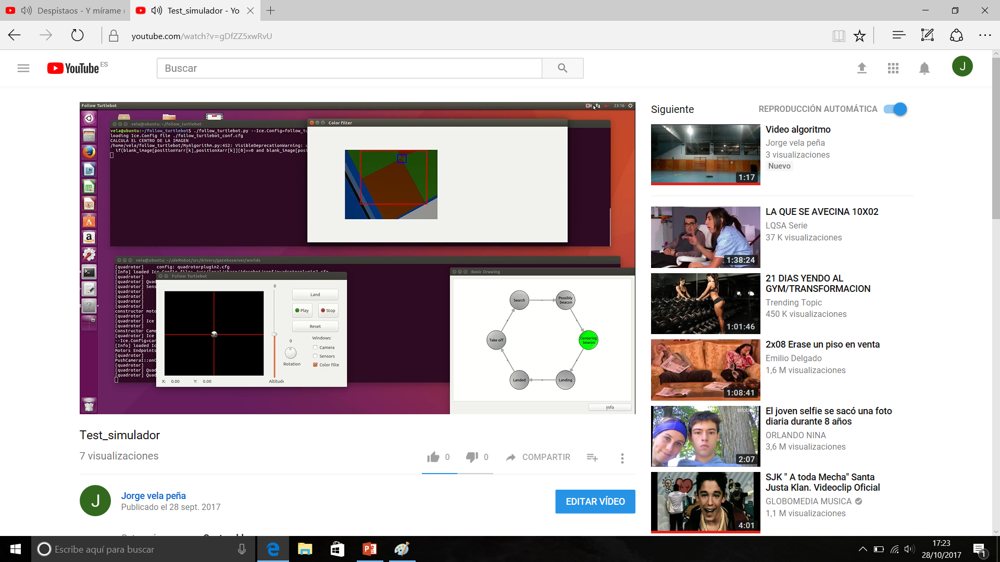 Despistaos - Y mírame (
Test_simulador - Yo
youtube.com/watch?v=gDfZZ5xwRvU
YouTube ES
Buscar
J
Follow Turtlebot
23:16
vela@ubuntu: ~/follow_turtlebot
vela@ubuntu:~/follow_turtlebot$ ./follow_turtlebot.py --Ice.Config=follow_tu
loading Ice.Config file ./follow_turtlebot_conf.cfg
CALCULA EL CENTRO DE LA IMAGEN
/home/vela/follow_turtlebot/MyAlgorithm.py:452: VisibleDeprecationWarning: u
if(blank_image[positionYarr[k],positionXarr[k]][0]==0 and blank_image[posi
Color filter
vela@ubuntu: ~/JdeRobot/src/drivers/gazeboserver/worlds
[quadrotor] config: quadrotorplugin2.cfg
[Info] loaded Ice.Config file: /usr/local/share/jderobot/conf/quadrotorplugin2.cfg
[quadrotor]
[quadrotor] Quad
[quadrotor] Sens
[quadrotor]
[quadrotor]
[quadrotor]
[quadrotor]
constructor moto
[quadrotor]
[quadrotor] Ice
[quadrotor]
Constructor Came
[quadrotor] Ice
--Ice.Config=car
[Info] loaded Ic
Motors Endpoints
[quadrotor]
PushCameraI::onC
[quadrotor]
[quadrotor] Quad
[quadrotor] Quad
Follow Turtlebot
0
Land
Play
Stop
Reset
Windows:
0
Camera
Sensors
Rotation
Color filte
X: 0.00 Y: 0.00
Altitude
Basic Drawing
Search
Possibly
beacon
Take off
Centering
beacon
Landed
Landing
Info
Test_simulador
7 visualizaciones
0
0
COMPARTIR
J
Jorge vela peña
Publicado el 28 sept. 2017
EDITAR VÍDEO
Siguiente
REPRODUCCIÓN AUTOMÁTICA
1:17
Video algoritmo
Jorge vela peña
3 visualizaciones
Nuevo
1:38:24
LA QUE SE AVECINA 10X02
LQSA Serie
37 K visualizaciones
1:01:46
21 DIAS YENDO AL
GYM/TRANSFORMACION
Trending Topic
450 K visualizaciones
1:08:41
2x08 Erase un piso en venta
Emilio Delgado
1,6 M visualizaciones
2:07
El joven selfie se sacó una foto
diaria durante 8 años
ORLANDO NINA
3,6 M visualizaciones
4:01
SJK " A toda Mecha" Santa
Justa Klan. Videoclip Oficial
GLOBOMEDIA MUSICA
1,1 M visualizaciones
Escribe aquí para buscar
17:23
28/10/2017
1